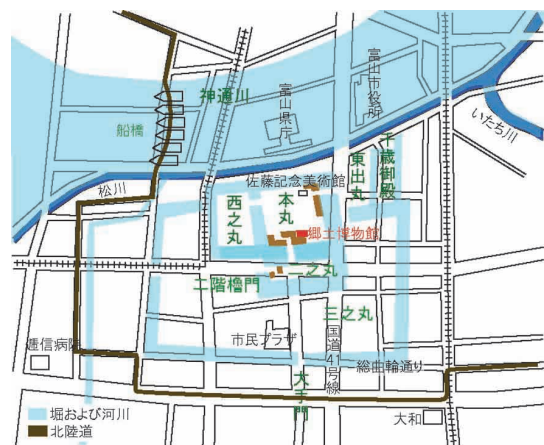 神通川
船橋
富山県庁
富山市役所
いたち川
松川
佐藤記念美術館
東出丸
千歳御殿
西之丸
本丸
郷土博物館
二之丸
二階櫓門
三之丸
市民プラザ
国道41号線
逓信病院
総曲輪通り
大手門
大和
堀および河川
北陸道